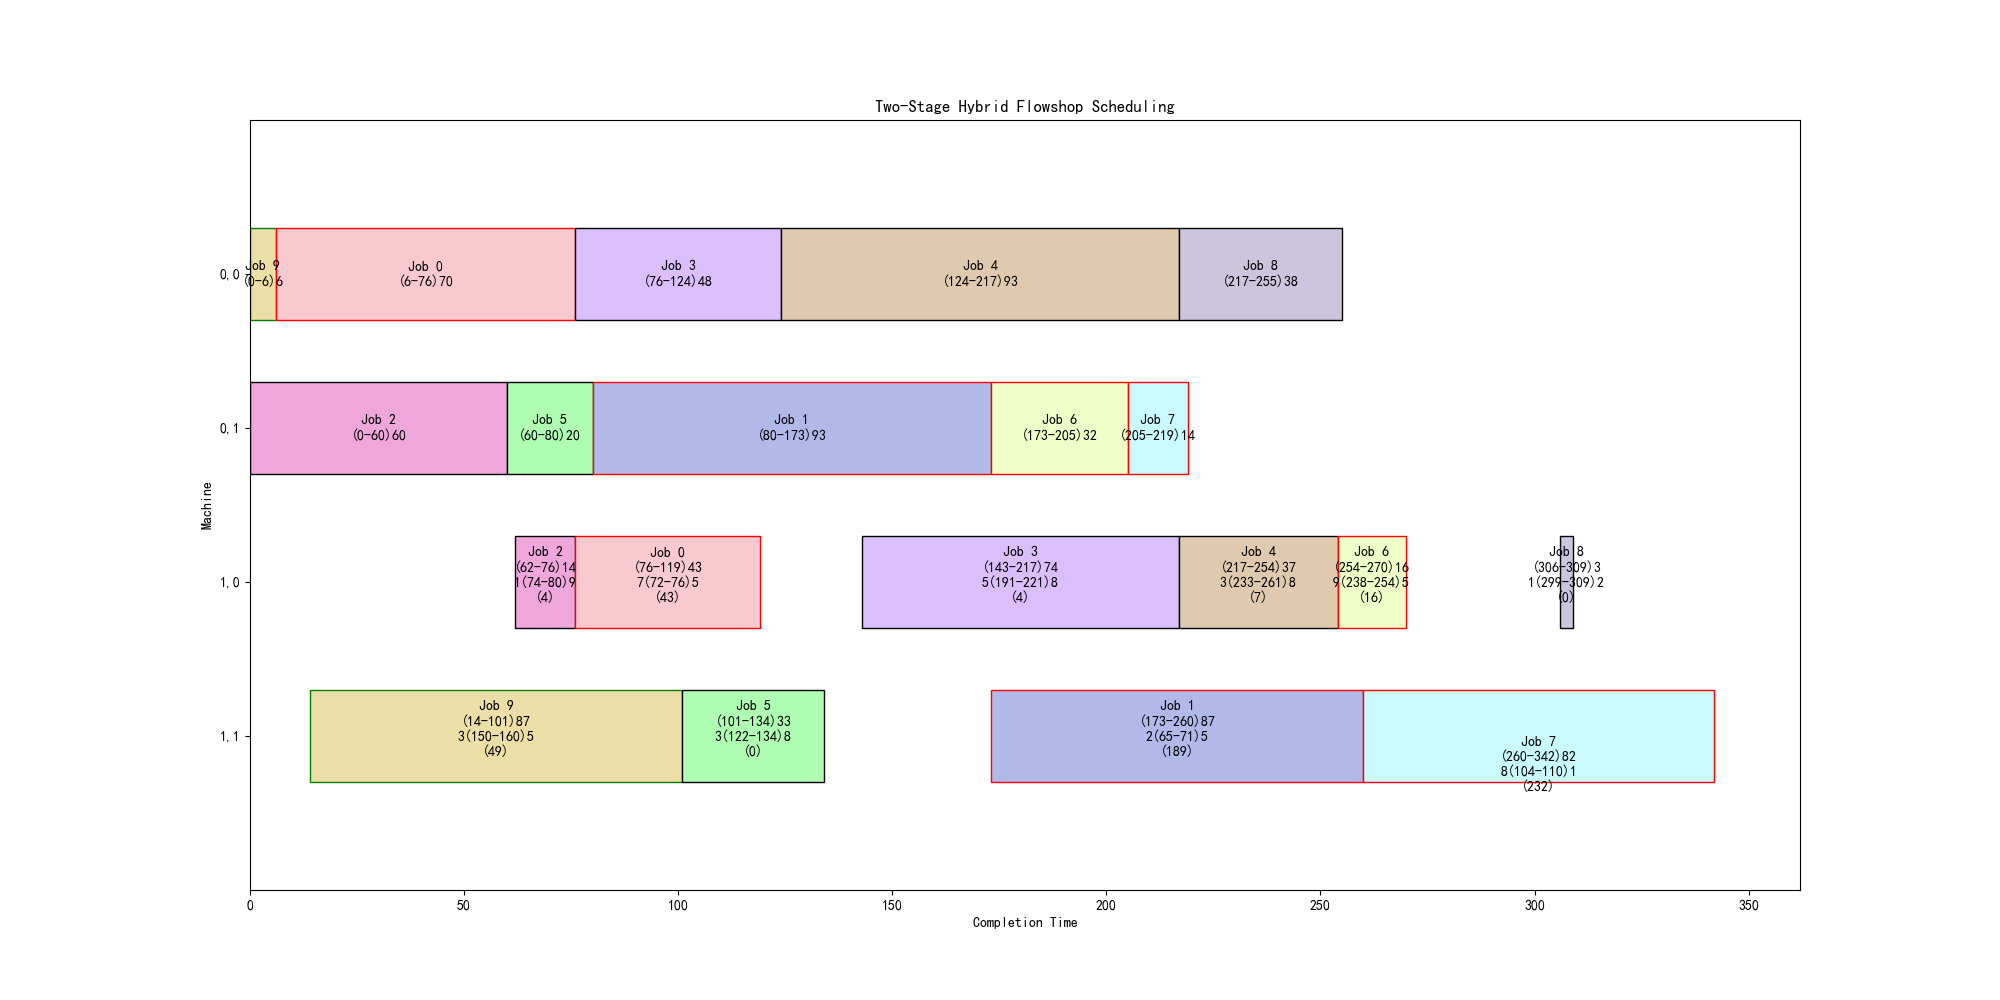 Two-Stage Hybrid Flowshop Scheduling
0,0
Job 9
(0-6)6
Job 0
(6-76)70
Job 3
(76-124)48
Job 4
(124-217)93
Job 8
(217-255)38
0,1
Job 2
(0-60)60
Job 5
(60-80)20
Job 1
(80-173)93
Job 6
(173-205)32
Job 7
(205-219)14
Machine
1,0
Job 2
(62-76)14
1(74-80)9
(4)
Job 0
(76-119)43
7(72-76)5
(43)
Job 3
(143-217)74
5(191-221)8
(4)
Job 4
(217-254)37
3(233-261)8
(7)
Job 6
(254-270)16
9(238-254)5
(16)
Job 8
(306-309)3
1(299-309)2
(0)
1,1
Job 9
(14-101)87
3(150-160)5
(49)
Job 5
(101-134)33
3(122-134)8
(0)
Job 1
(173-260)87
2(65-71)5
(189)
Job 7
(260-342)82
8(104-110)1
(232)
0 50 100 150 200 250 300 350
Completion Time